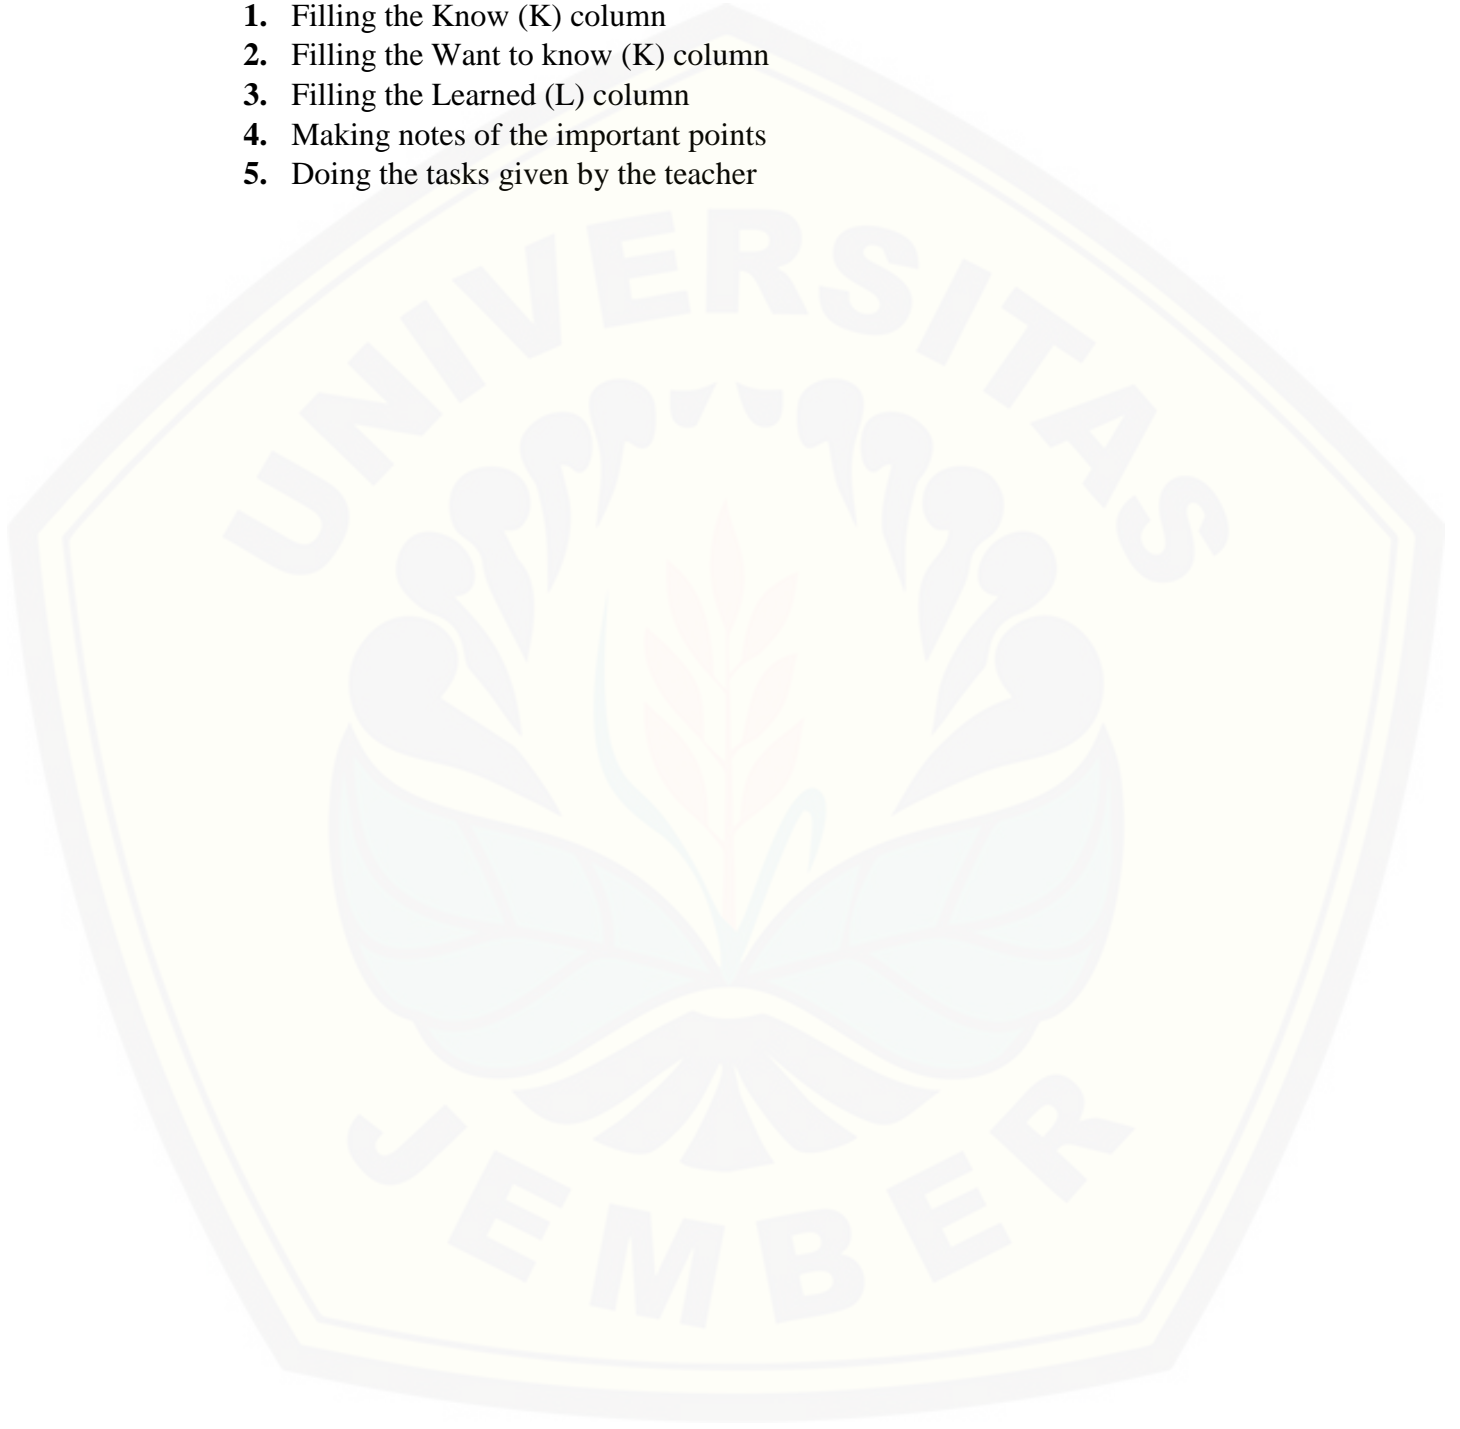 1. Filling the Know (K) column
2. Filling the Want to know (K) column
3. Filling the Learned (L) column
4. Making notes of the important points
5. Doing the tasks given by the teacher
UNIVERSITAS
JEMBER